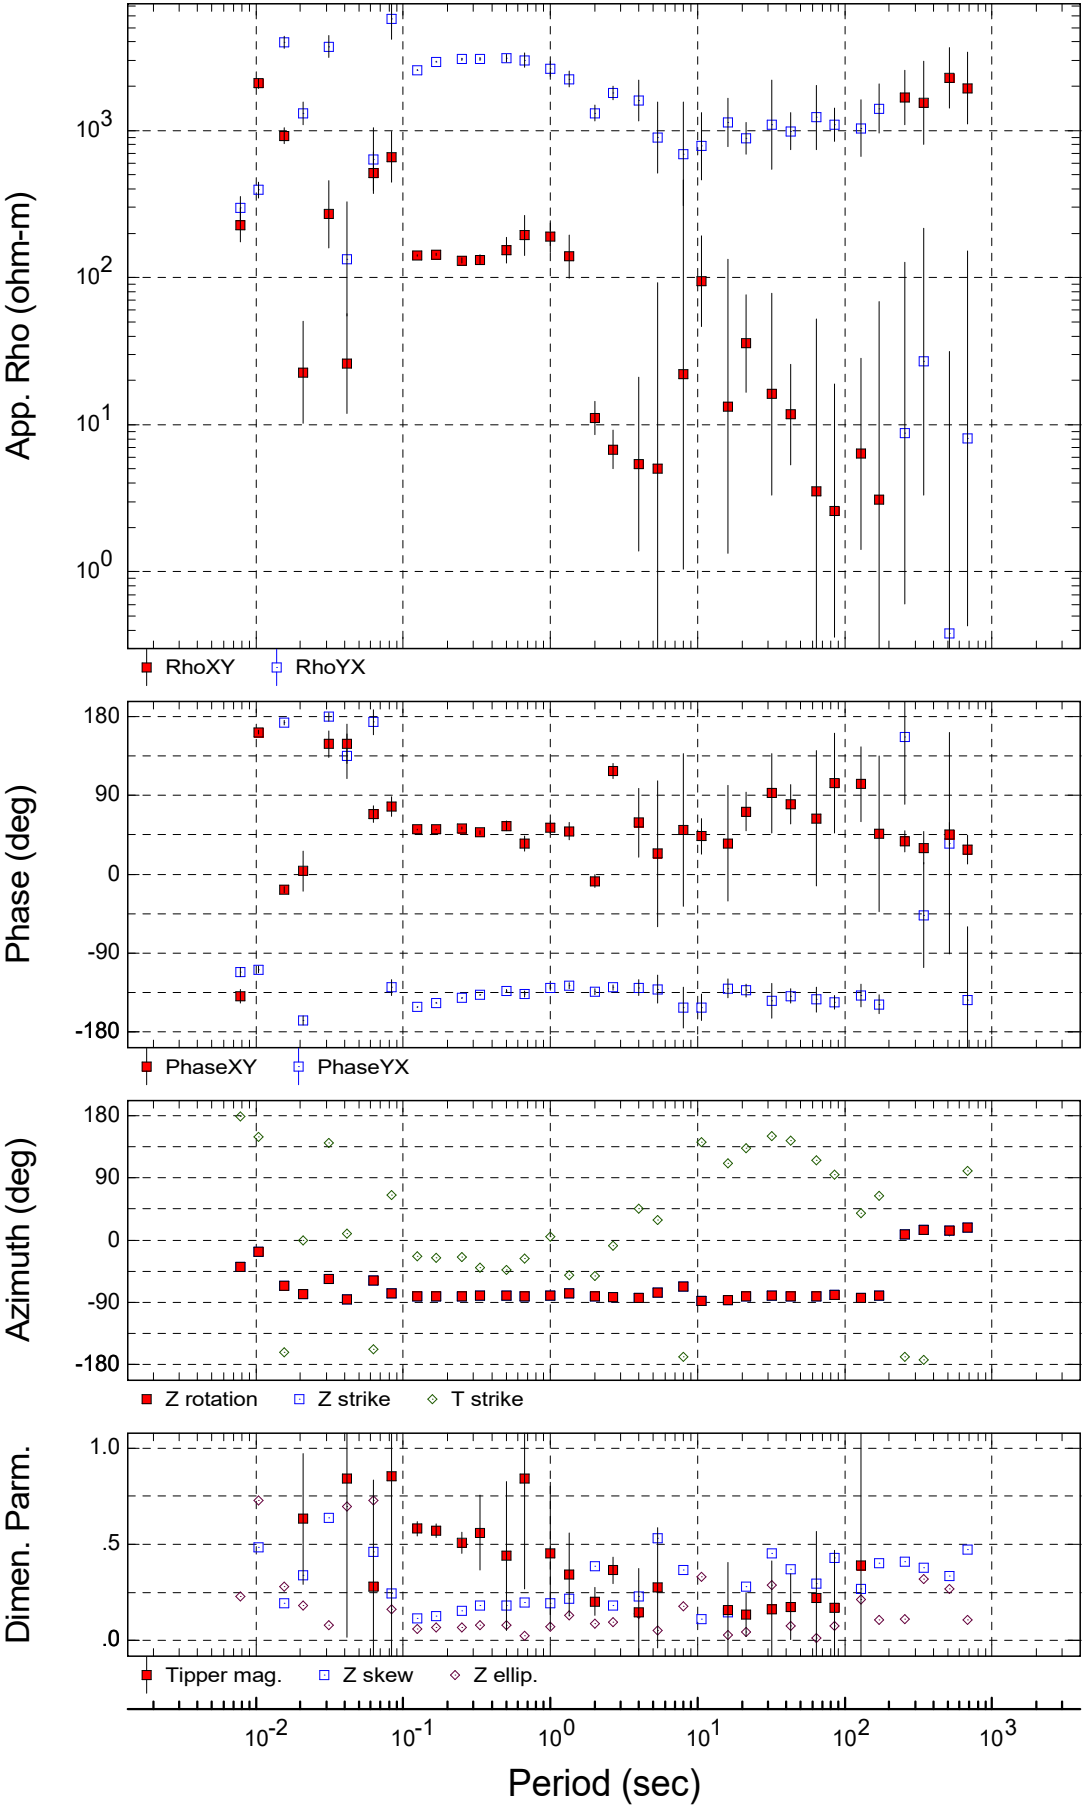 App. Rho (ohm-m)
10^3
10^2
10^1
10^0
RhoXY RhoYX
Phase (deg)
180
90
0
-90
-180
PhaseXY PhaseYX
Azimuth (deg)
180
90
0
-90
-180
Z rotation Z strike T strike
Dimen. Parm.
1.0
.5
.0
Tipper mag. Z skew Z ellip.
10^-2 10^-1 10^0 10^1 10^2 10^3
Period (sec)